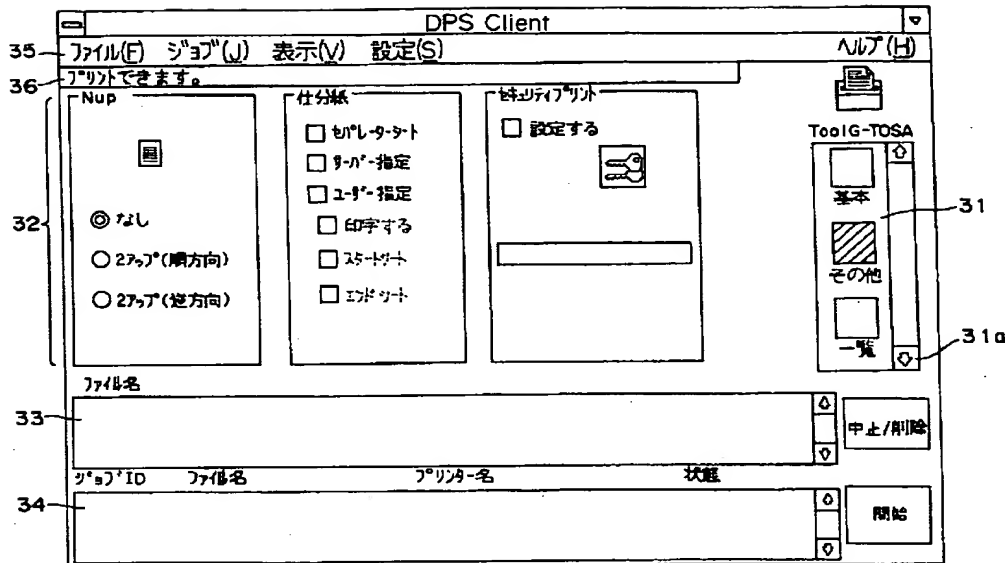 DPS Client
35
ファイル(F) ジョブ(J) 表示(V) 設定(S) ヘルプ(H)
36
プリントできます。
32
Nup
なし
2アップ(順方向)
2アップ(逆方向)
仕分紙
セパレーターシート
サーバー指定
ユーザー指定
印字する
スタートシート
エンドシート
セキュリティプリント
設定する
ToolG-TOSA
基本
その他
一覧
31
31a
ファイル名
33
中止/削除
ジョブID ファイル名 プリンター名 状態
34
開始